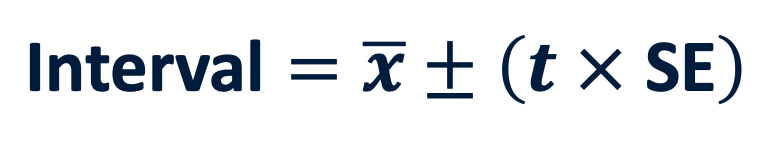 Interval = x̅ ± (t × SE)